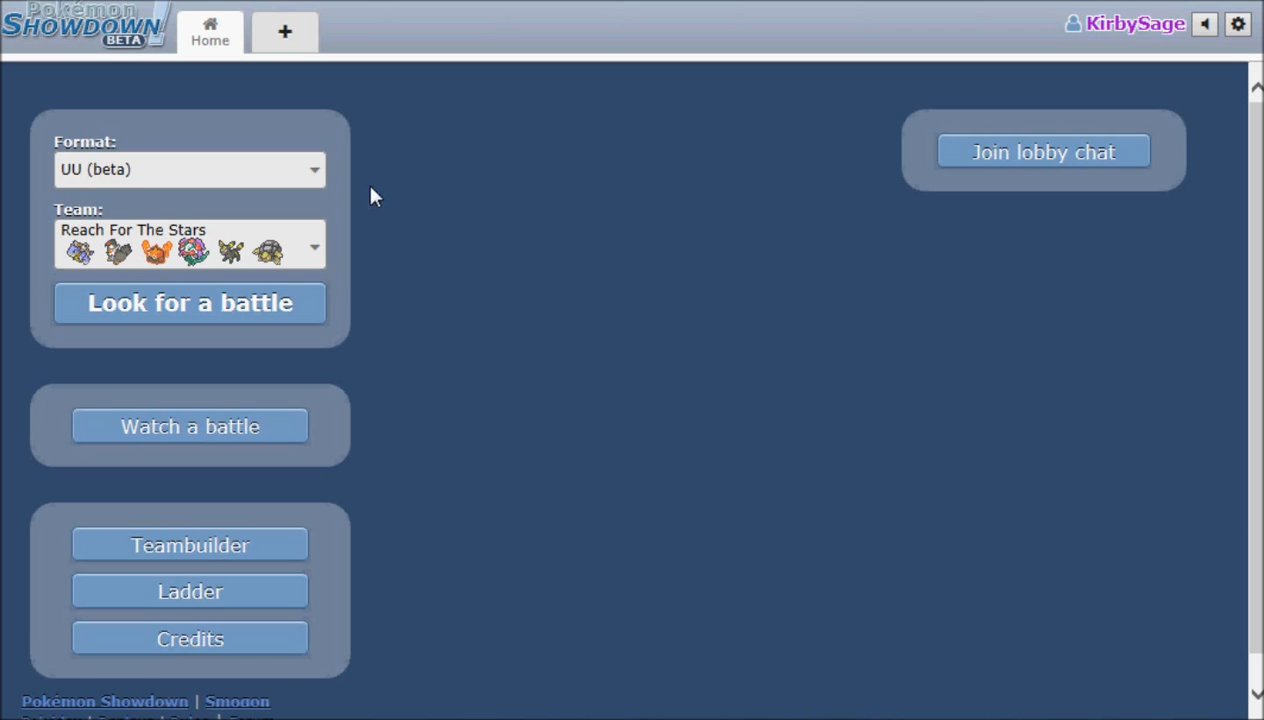 Pokémon
SHOWDOWN!
BETA
Home
+
KirbySage
Format:
UU (beta)
Team:
Reach For The Stars
Look for a battle
Join lobby chat
Watch a battle
Teambuilder
Ladder
Credits
Pokémon Showdown | Smogon